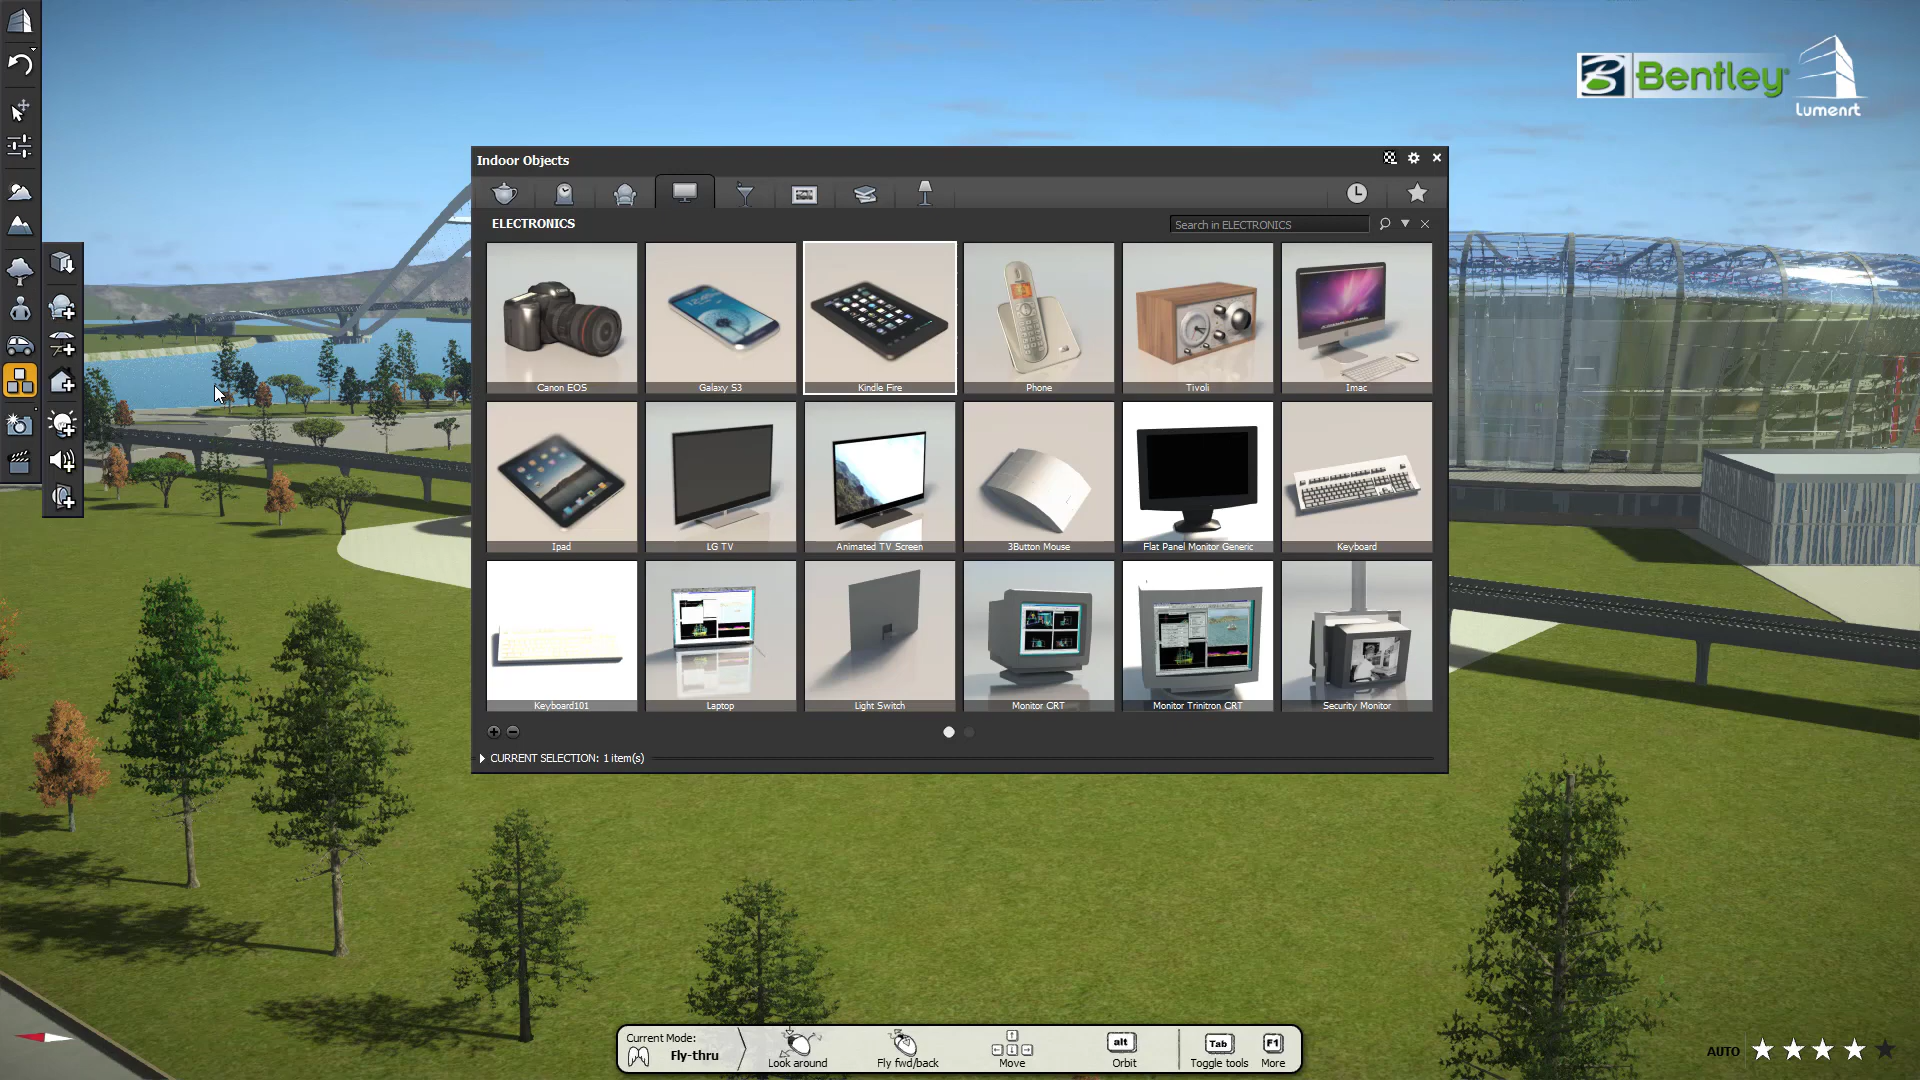 Bentley
Lumenrt
Indoor Objects
ELECTRONICS
Search in ELECTRONICS
Canon EOS
Galaxy S3
Kindle Fire
Phone
Tivoli
Imac
Ipad
LG TV
Animated TV Screen
3Button Mouse
Flat Panel Monitor Generic
Keyboard
Keyboard101
Laptop
Light Switch
Monitor CRT
Monitor Trinitron CRT
Security Monitor
CURRENT SELECTION: 1 item(s)
Current Mode:
Fly-thru
Look around
Fly fwd/back
Move
alt
Orbit
Tab
Toggle tools
F1
More
AUTO